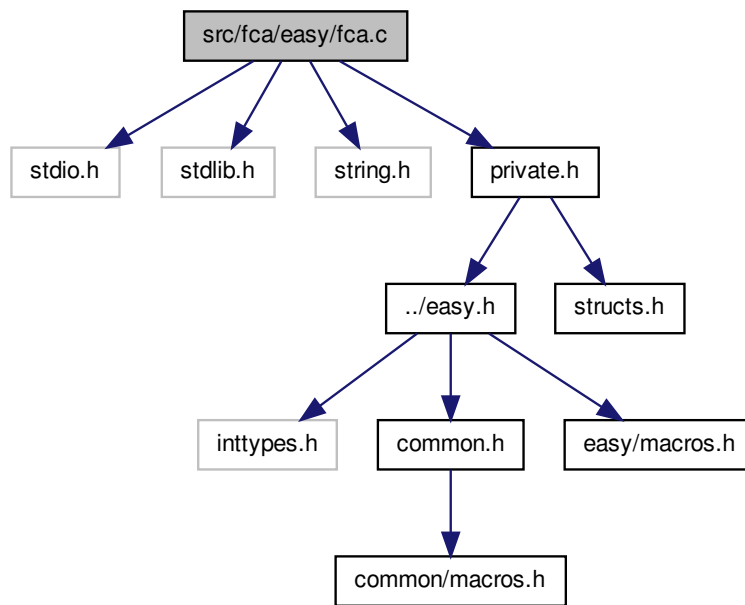 src/fca/easy/fca.c
stdio.h
stdlib.h
string.h
private.h
../easy.h
structs.h
inttypes.h
common.h
easy/macros.h
common/macros.h